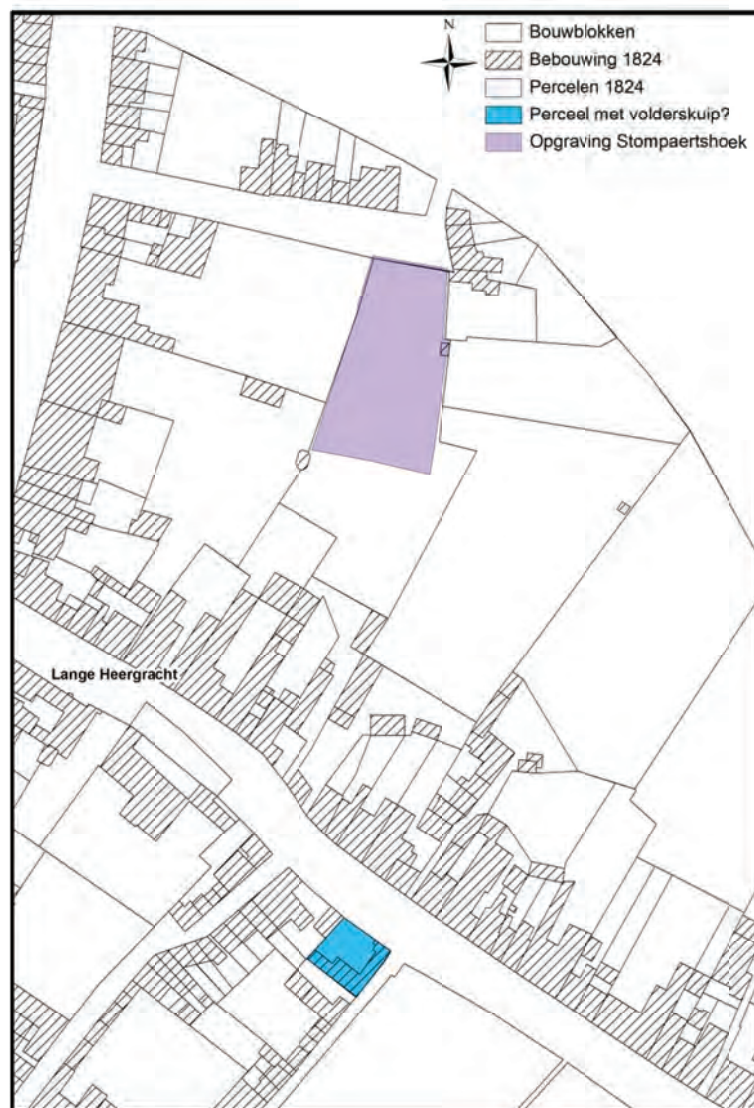 N
Bouwblokken
Bebouwing 1824
Percelen 1824
Perceel met volderskuip?
Opgraving Stompaertshoek
Lange Heergracht